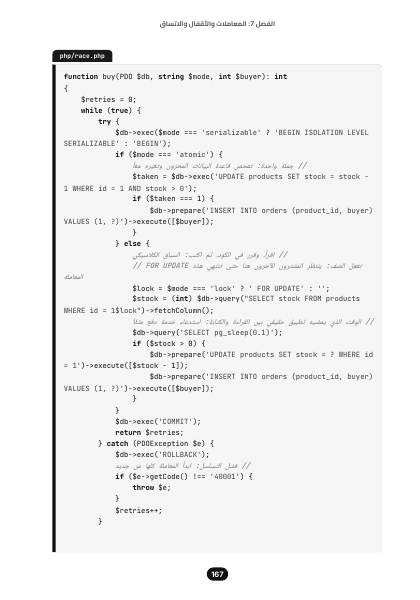 الفصل 7: المعاملات والأقفال والاتساق
php/race.php
function buy(PDO $db, string $mode, int $buyer): int
{
$retries = 0;
while (true) {
try {
$db->exec($mode === 'serializable' ? 'BEGIN ISOLATION LEVEL
SERIALIZABLE' : 'BEGIN');
if ($mode === 'atomic') {
// جملة واحدة: تفحص قاعدة البيانات المخزون وتغيره معاً
$taken = $db->exec('UPDATE products SET stock = stock -
1 WHERE id = 1 AND stock > 0');
if ($taken === 1) {
$db->prepare('INSERT INTO orders (product_id, buyer)
VALUES (1, ?)')->execute([$buyer]);
}
} else {
// اقرأ، وقرر في الكود، ثم اكتب: السباق الكلاسيكي
// FOR UPDATE تقفل الصف: ينتظر المشترون الآخرون هنا حتى تنتهي هذه
المعاملة
$lock = $mode === 'lock' ? ' FOR UPDATE' : '';
$stock = (int) $db->query("SELECT stock FROM products
WHERE id = 1$lock")->fetchColumn();
// الوقت الذي يمضيه تطبيق حقيقي بين القراءة والكتابة: استدعاء خدمة دفع مثلاً
$db->query('SELECT pg_sleep(0.1)');
if ($stock > 0) {
$db->prepare('UPDATE products SET stock = ? WHERE id
= 1')->execute([$stock - 1]);
$db->prepare('INSERT INTO orders (product_id, buyer)
VALUES (1, ?)')->execute([$buyer]);
}
}
$db->exec('COMMIT');
return $retries;
} catch (PDOException $e) {
$db->exec('ROLLBACK');
// فشل التسلسل: ابدأ المعاملة كلها من جديد
if ($e->getCode() !== '40001') {
throw $e;
}
$retries++;
}
167